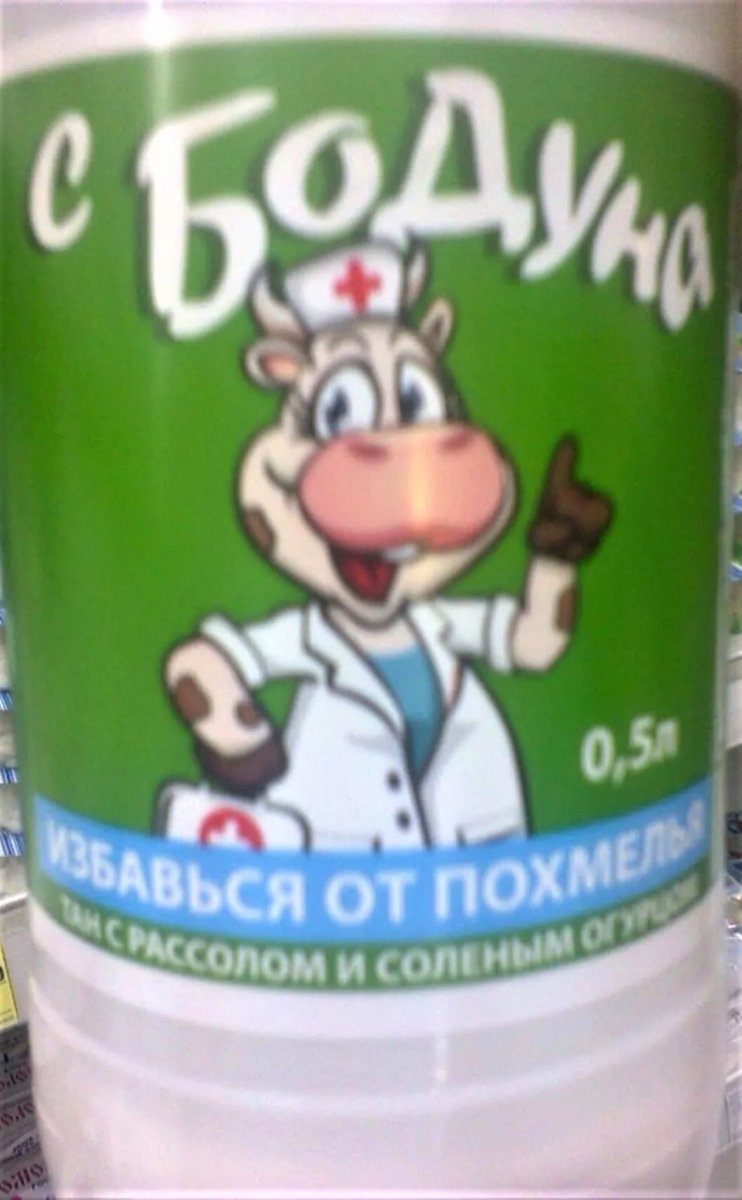 с Бодуна
0,5л
ИЗБАВЬСЯ ОТ ПОХМЕЛЬЯ
ТАН С РАССОЛОМ И СОЛЕНЫМ ОГУРЦОМ